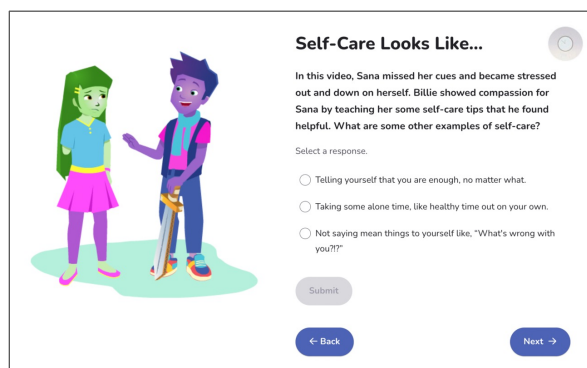 Self-Care Looks Like...
In this video, Sana missed her cues and became stressed
out and down on herself. Billie showed compassion for
Sana by teaching her some self-care tips that he found
helpful. What are some other examples of self-care?
Select a response.
Telling yourself that you are enough, no matter what.
Taking some alone time, like healthy time out on your own.
Not saying mean things to yourself like, "What's wrong with
you?!?"
Submit
← Back
Next →